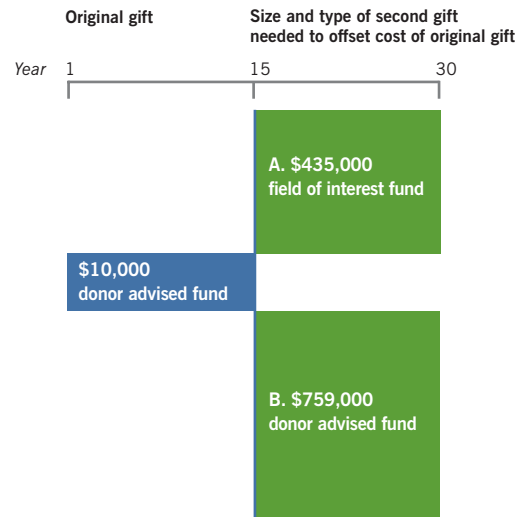 Original gift
Size and type of second gift
needed to offset cost of original gift
Year 1 15 30
A. $435,000
field of interest fund
$10,000
donor advised fund
B. $759,000
donor advised fund